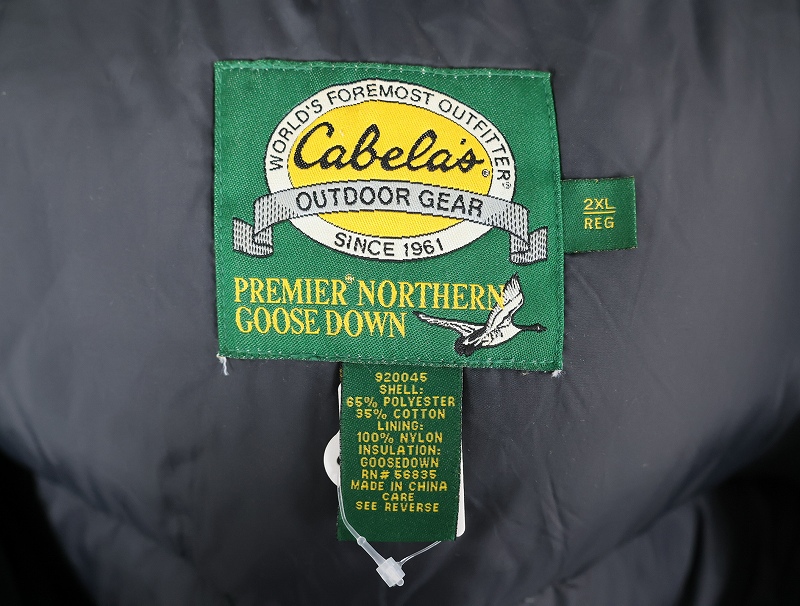 WORLD'S FOREMOST OUTFITTER®
Cabela's®
OUTDOOR GEAR
SINCE 1961
PREMIER® NORTHERN
GOOSE DOWN
2XL
REG
920045
SHELL:
65% POLYESTER
35% COTTON
LINING:
100% NYLON
INSULATION:
GOOSEDOWN
RN# 56835
MADE IN CHINA
CARE
SEE REVERSE